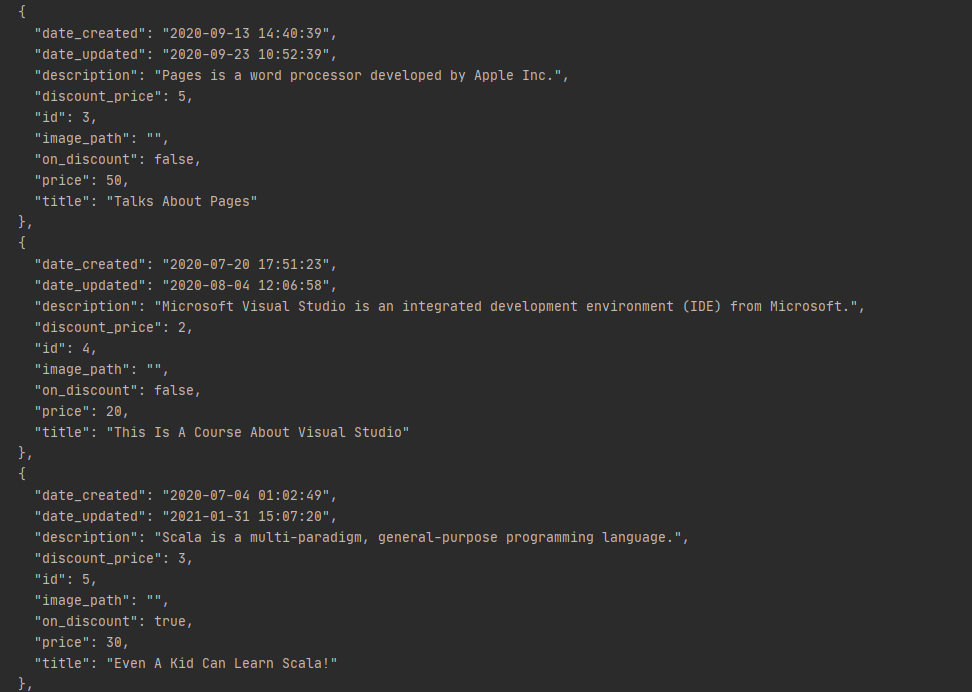 {
"date_created": "2020-09-13 14:40:39",
"date_updated": "2020-09-23 10:52:39",
"description": "Pages is a word processor developed by Apple Inc.",
"discount_price": 5,
"id": 3,
"image_path": "",
"on_discount": false,
"price": 50,
"title": "Talks About Pages"
},
{
"date_created": "2020-07-20 17:51:23",
"date_updated": "2020-08-04 12:06:58",
"description": "Microsoft Visual Studio is an integrated development environment (IDE) from Microsoft.",
"discount_price": 2,
"id": 4,
"image_path": "",
"on_discount": false,
"price": 20,
"title": "This Is A Course About Visual Studio"
},
{
"date_created": "2020-07-04 01:02:49",
"date_updated": "2021-01-31 15:07:20",
"description": "Scala is a multi-paradigm, general-purpose programming language.",
"discount_price": 3,
"id": 5,
"image_path": "",
"on_discount": true,
"price": 30,
"title": "Even A Kid Can Learn Scala!"
},